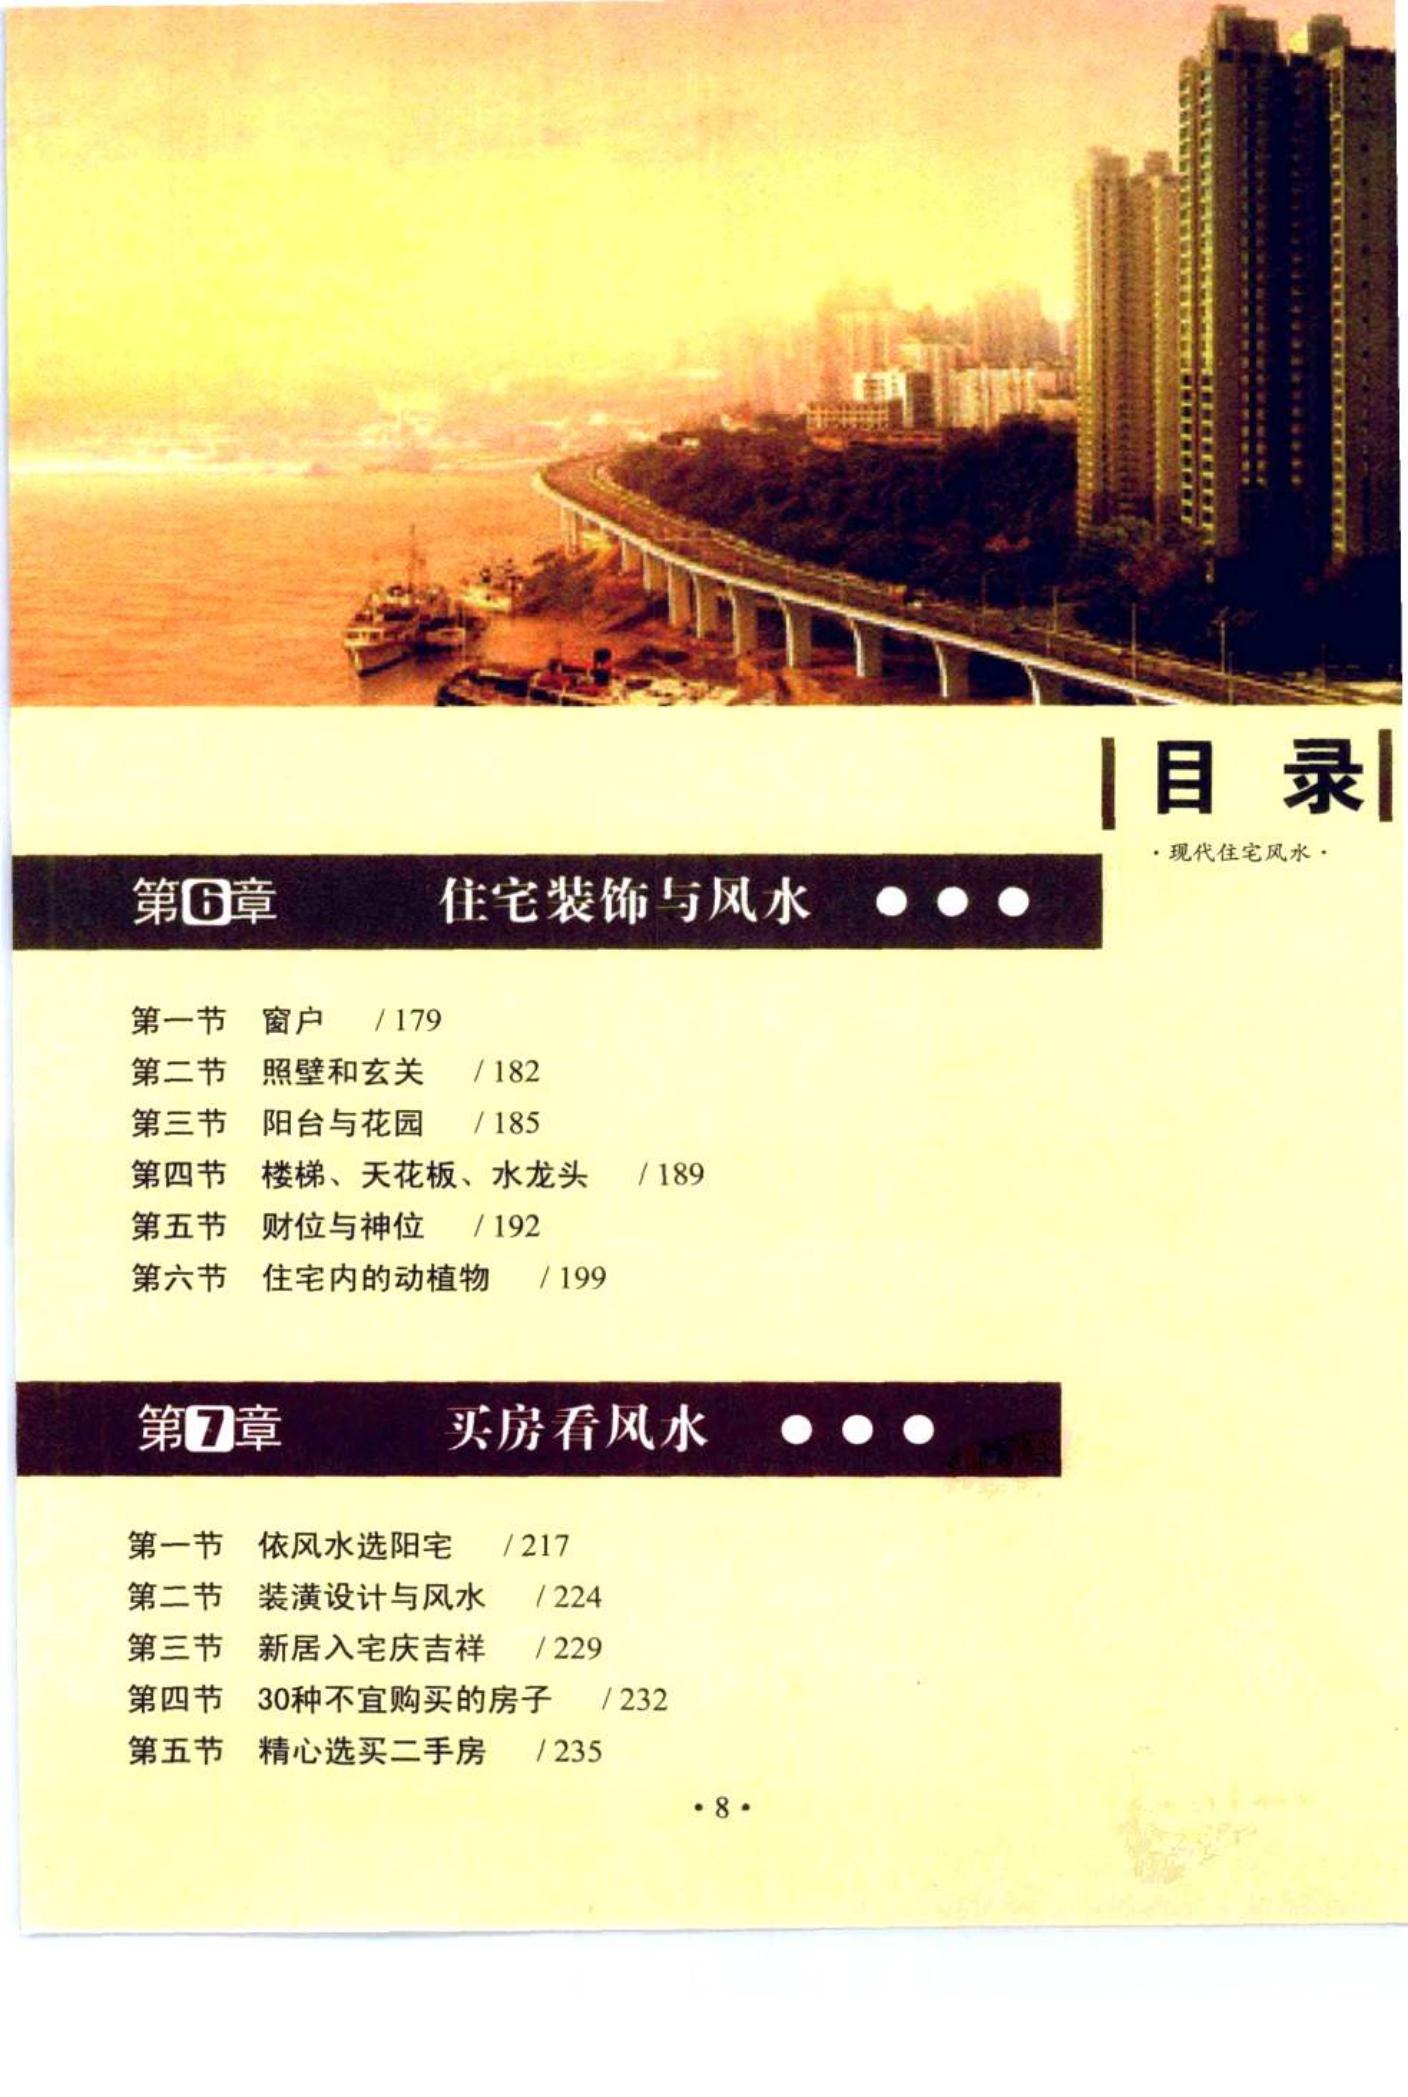 目 录
·现代住宅风水·
第6章 住宅装饰与风水 ●●●
第一节 窗户 / 179
第二节 照壁和玄关 / 182
第三节 阳台与花园 / 185
第四节 楼梯、天花板、水龙头 / 189
第五节 财位与神位 / 192
第六节 住宅内的动植物 / 199
第7章 买房看风水 ●●●
第一节 依风水选阳宅 / 217
第二节 装潢设计与风水 / 224
第三节 新居入宅庆吉祥 / 229
第四节 30种不宜购买的房子 / 232
第五节 精心选买二手房 / 235
·8·